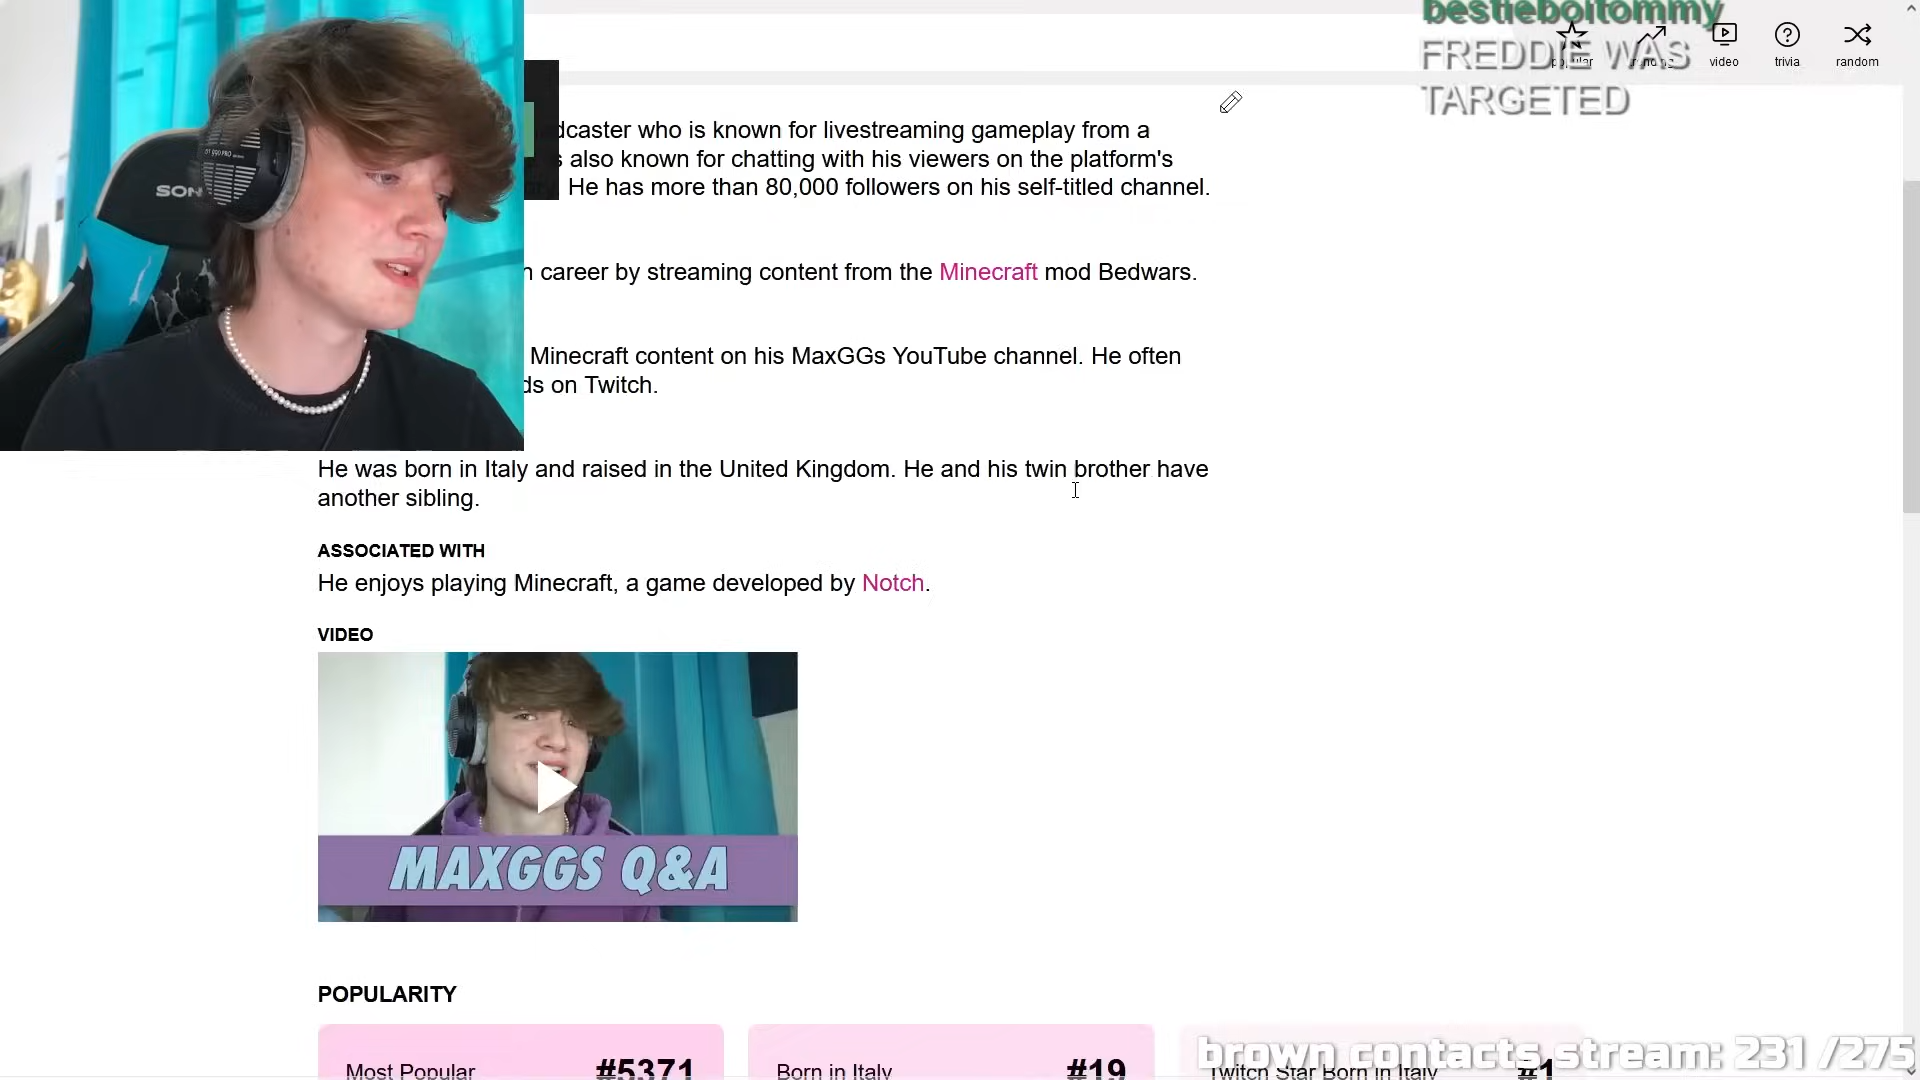 bestieboitommy
FREDDIE WAS
TARGETED
video
trivia
random
SON
caster who is known for livestreaming gameplay from a
also known for chatting with his viewers on the platform's
He has more than 80,000 followers on his self-titled channel.
career by streaming content from the Minecraft mod Bedwars.
Minecraft content on his MaxGGs YouTube channel. He often
on Twitch.
He was born in Italy and raised in the United Kingdom. He and his twin brother have
another sibling.
ASSOCIATED WITH
He enjoys playing Minecraft, a game developed by Notch.
VIDEO
MAXGGS Q&A
POPULARITY
Most Popular #5371
Born in Italy #19
Twitch Star Born in Italy #1
brown contacts stream: 231 /275